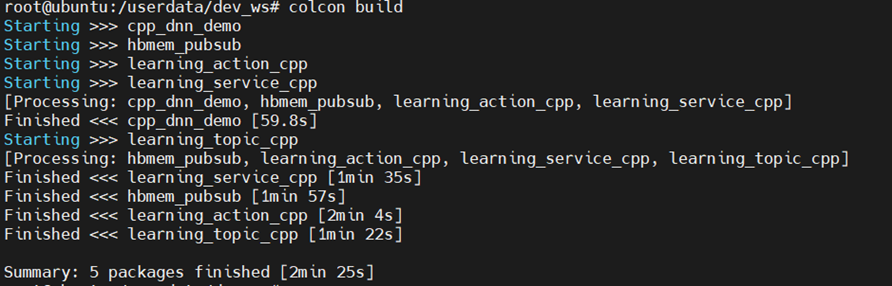 root@ubuntu:/userdata/dev_ws# colcon build
Starting >>> cpp_dnn_demo
Starting >>> hbmem_pubsub
Starting >>> learning_action_cpp
Starting >>> learning_service_cpp
[Processing: cpp_dnn_demo, hbmem_pubsub, learning_action_cpp, learning_service_cpp]
Finished <<< cpp_dnn_demo [59.8s]
Starting >>> learning_topic_cpp
[Processing: hbmem_pubsub, learning_action_cpp, learning_service_cpp, learning_topic_cpp]
Finished <<< learning_service_cpp [1min 35s]
Finished <<< hbmem_pubsub [1min 57s]
Finished <<< learning_action_cpp [2min 4s]
Finished <<< learning_topic_cpp [1min 22s]
Summary: 5 packages finished [2min 25s]